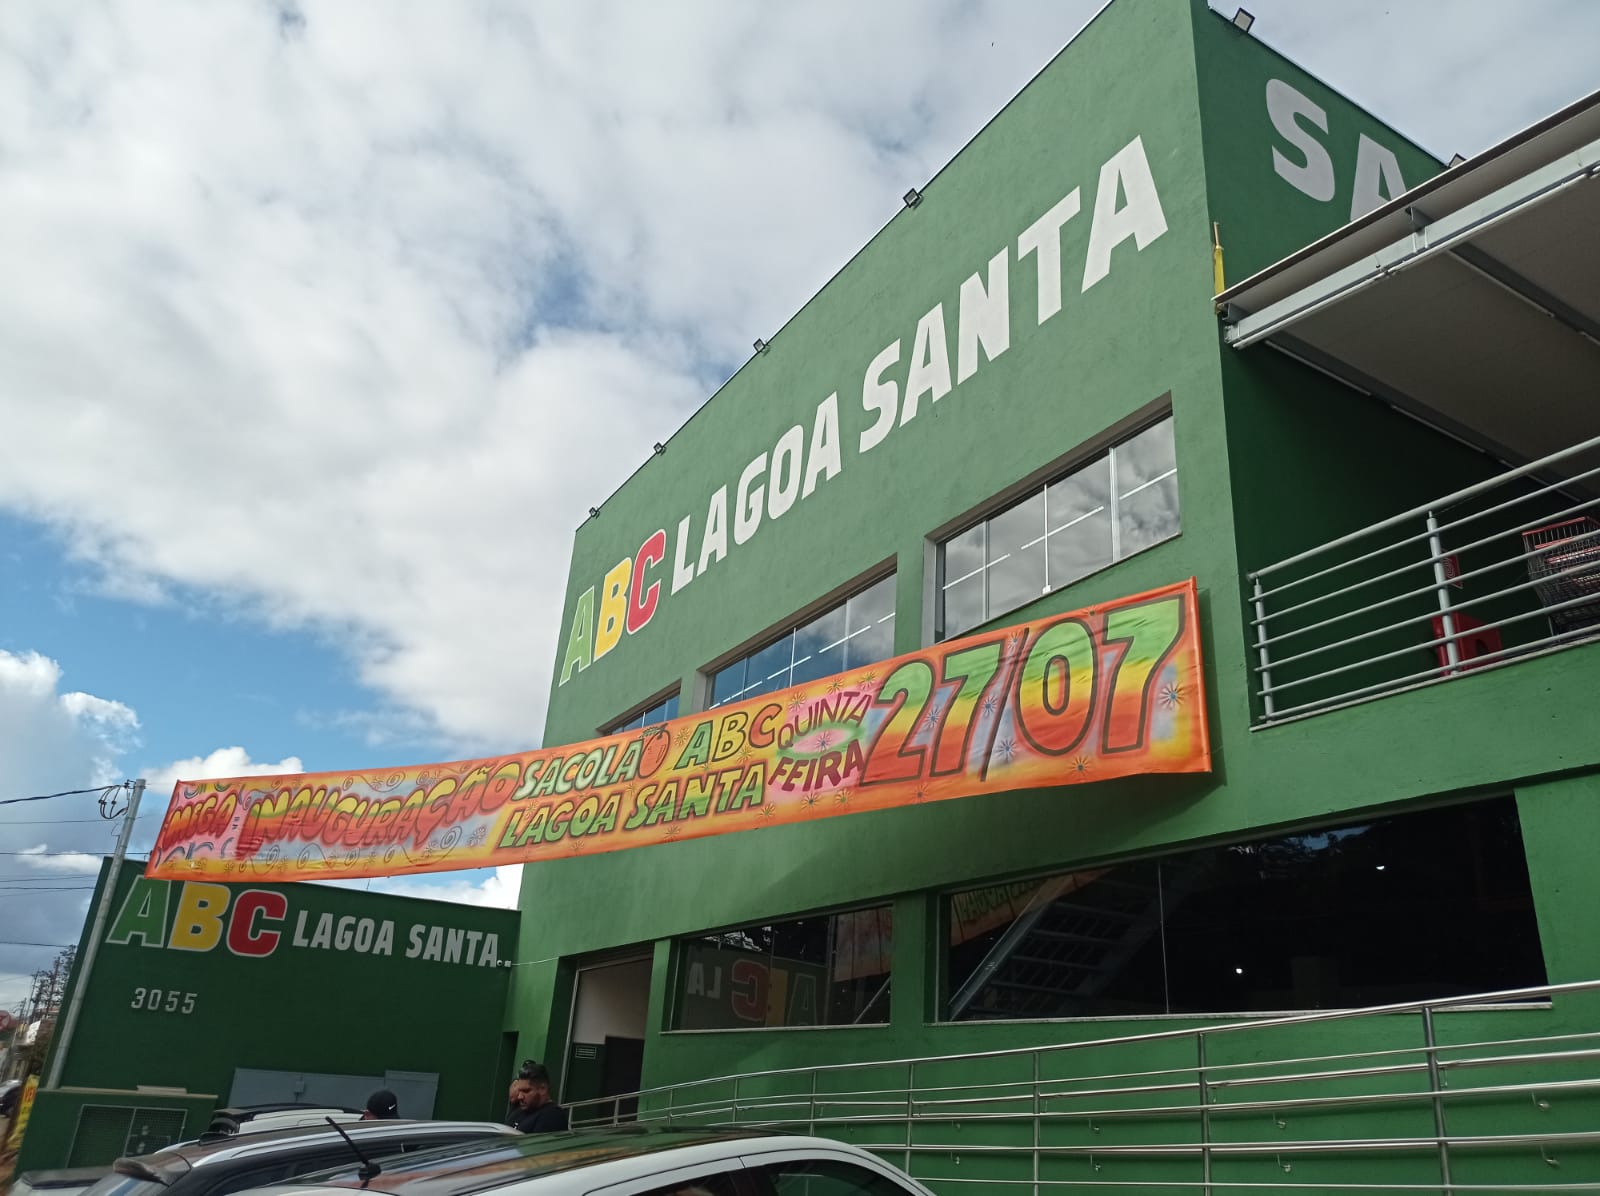 SA
ABC LAGOA SANTA
MEGA INAUGURAÇÃO SACOLÃO ABC LAGOA SANTA QUINTA FEIRA 27/07
ABC LAGOA SANTA
3055